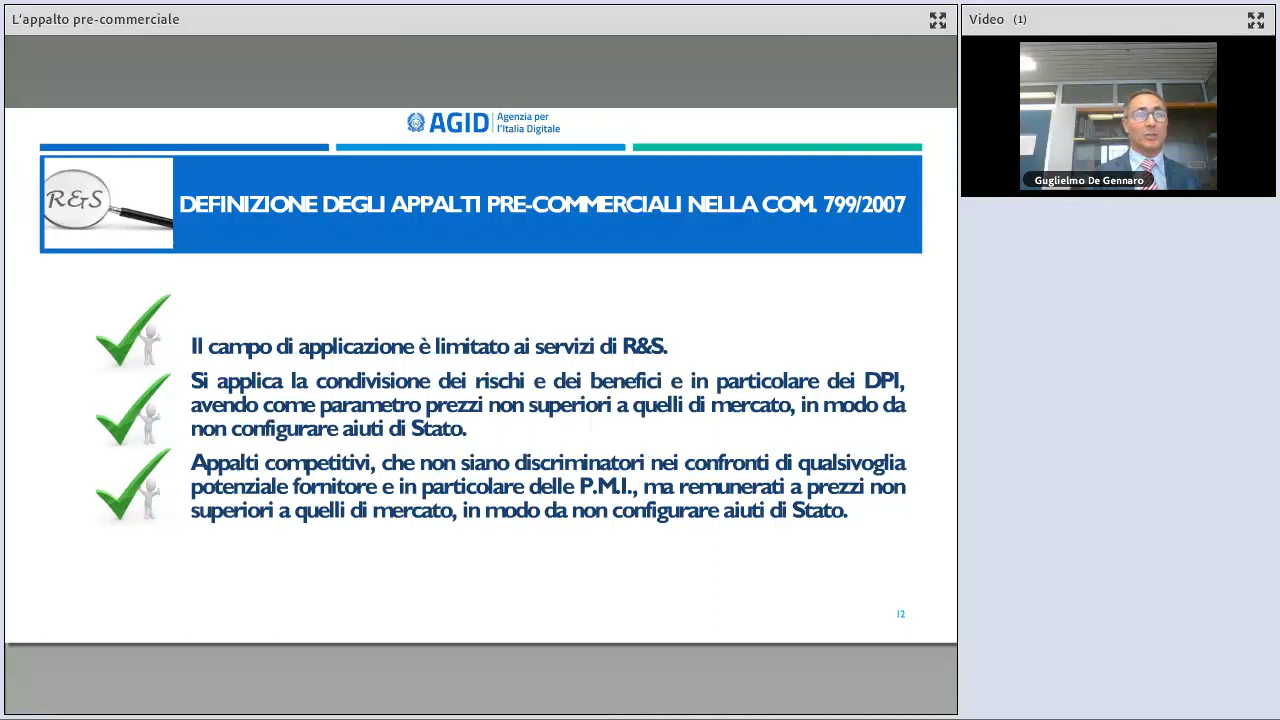 L'appalto pre-commerciale
Video (1)
Guglielmo De Gennaro
AGID
Agenzia per
l'Italia Digitale
R&S
DEFINIZIONE DEGLI APPALTI PRE-COMMERCIALI NELLA COM. 799/2007
Il campo di applicazione è limitato ai servizi di R&S.
Si applica la condivisione dei rischi e dei benefici e in particolare dei DPI,
avendo come parametro prezzi non superiori a quelli di mercato, in modo da
non configurare aiuti di Stato.
Appalti competitivi, che non siano discriminatori nei confronti di qualsivoglia
potenziale fornitore e in particolare delle P.M.I., ma remunerati a prezzi non
superiori a quelli di mercato, in modo da non configurare aiuti di Stato.
12